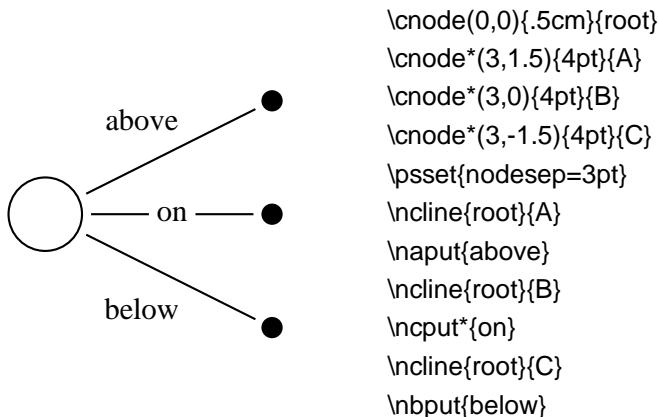 above
on
below
\cnode(0,0){.5cm}{root}
\cnode*(3,1.5){4pt}{A}
\cnode*(3,0){4pt}{B}
\cnode*(3,-1.5){4pt}{C}
\psset{nodesep=3pt}
\ncline{root}{A}
\naput{above}
\ncline{root}{B}
\ncput*{on}
\ncline{root}{C}
\nbput{below}